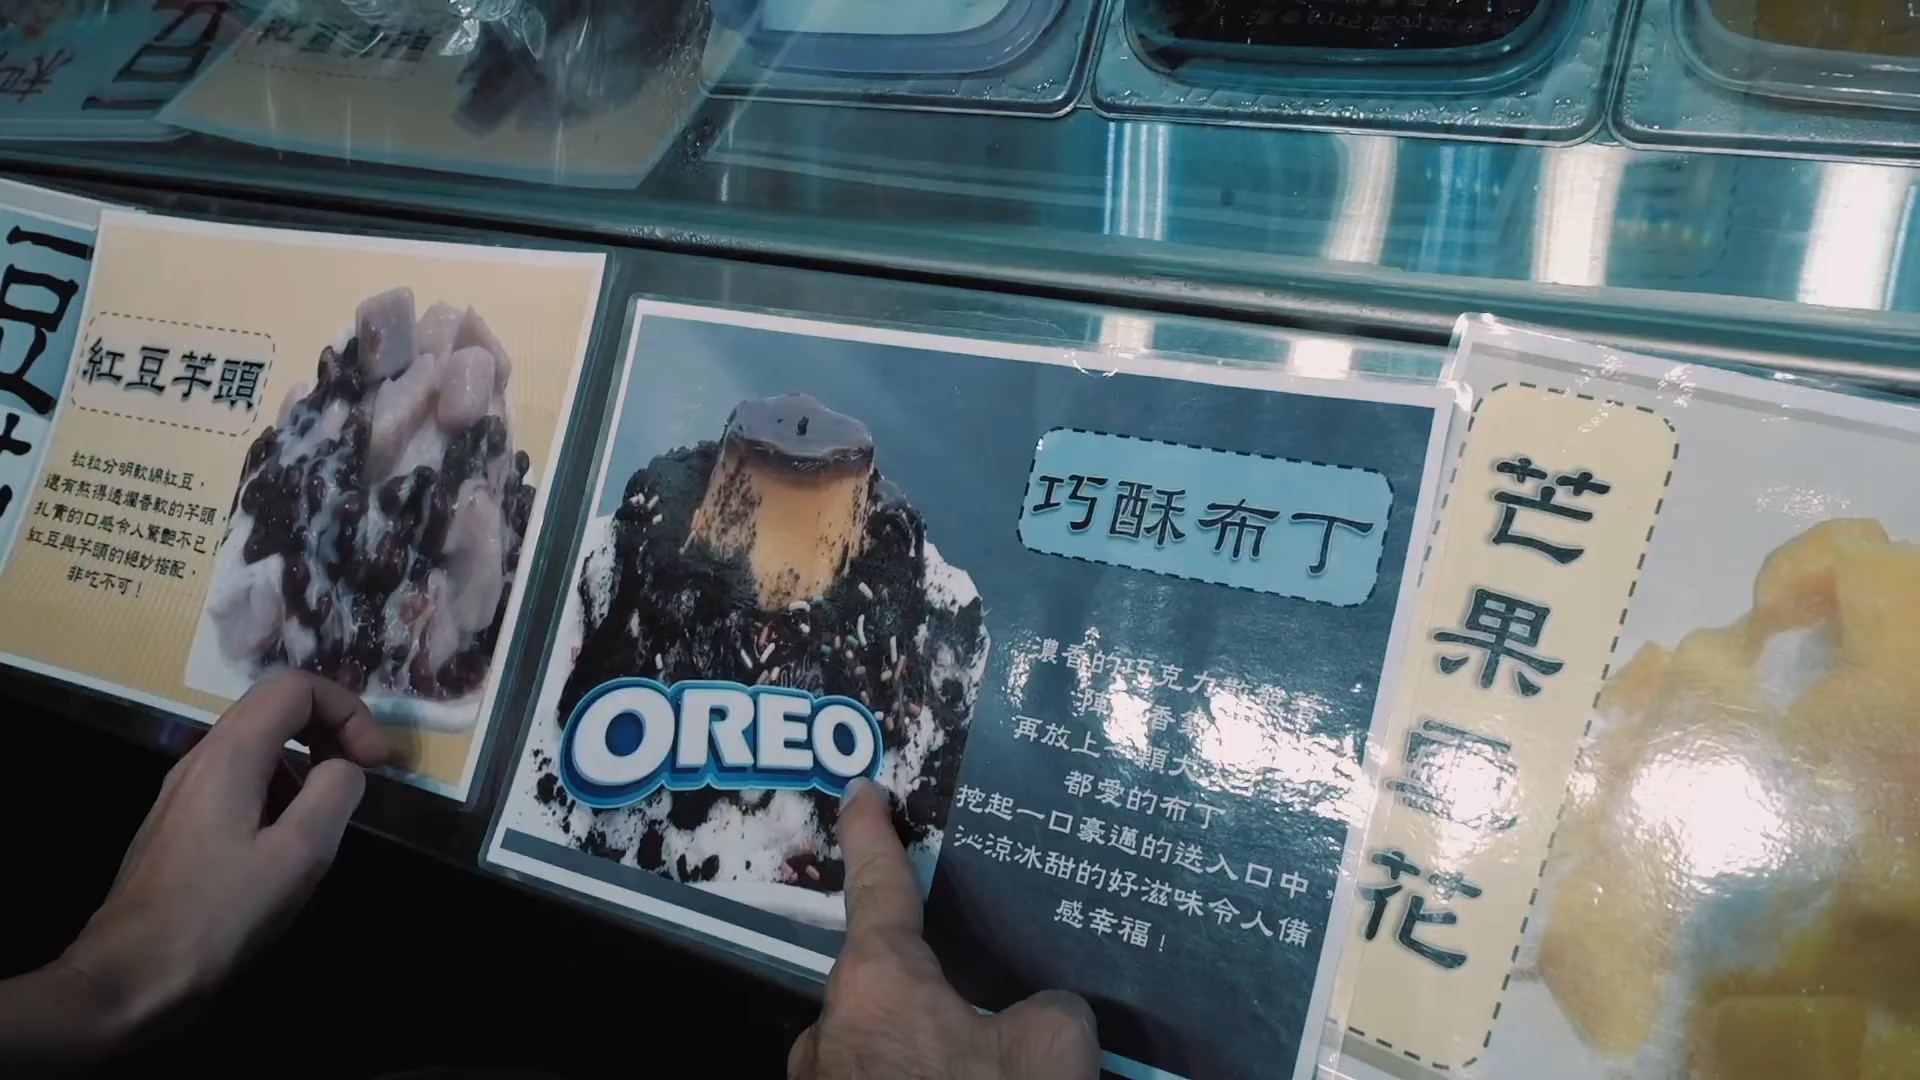 紅豆芋頭
粒粒分明軟綿紅豆，
還有熬得透爛香軟的芋頭，
扎實的口感令人驚艷不已！
紅豆與芋頭的絕妙搭配，
非吃不可！
OREO
巧酥布丁
濃香的巧克力
再放上一顆大
都愛的布丁
挖起一口豪邁的送入口中，
沁涼冰甜的好滋味令人備
感幸福！
芒果豆花